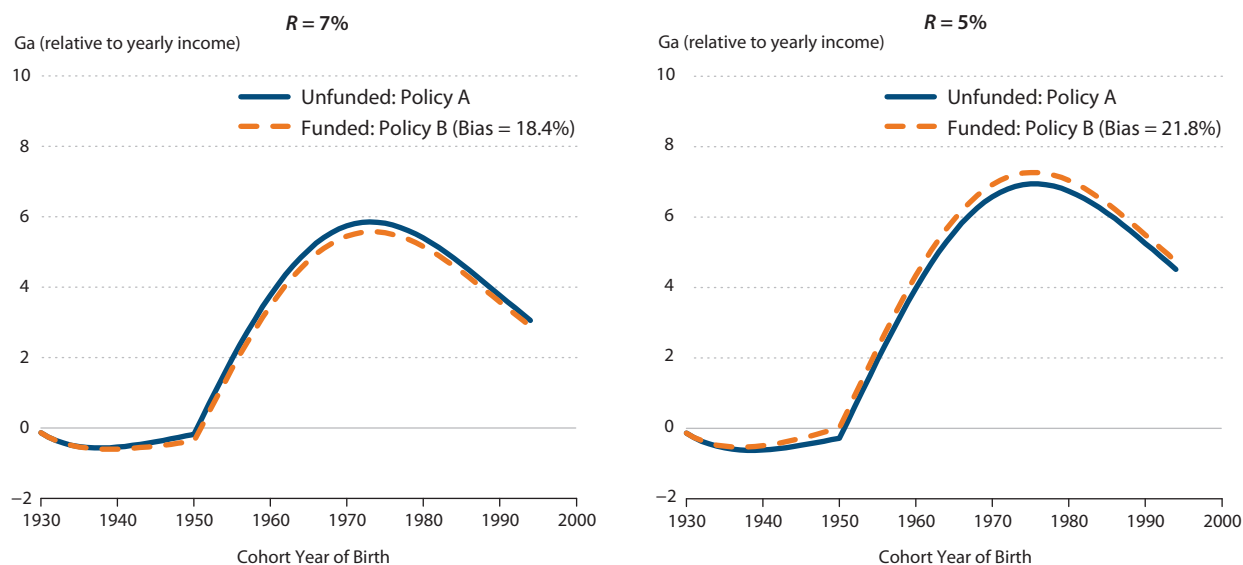 R = 7%
Ga (relative to yearly income)
10
8
6
4
2
0
−2
Unfunded: Policy A
Funded: Policy B (Bias = 18.4%)
1930 1940 1950 1960 1970 1980 1990 2000
Cohort Year of Birth
R = 5%
Ga (relative to yearly income)
10
8
6
4
2
0
−2
Unfunded: Policy A
Funded: Policy B (Bias = 21.8%)
1930 1940 1950 1960 1970 1980 1990 2000
Cohort Year of Birth